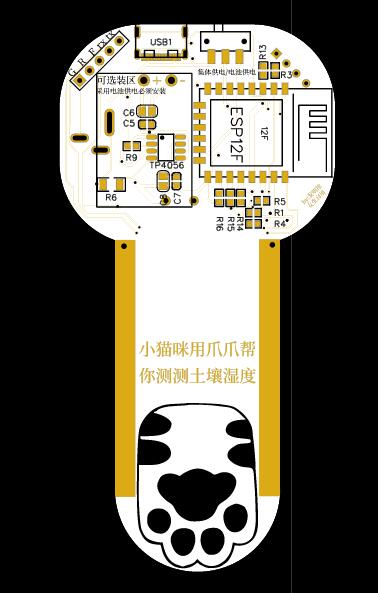 G R E TX RX
USB1
R13
集体供电/电池供电
R3
可选装区
+ -
采用电池供电必须安装
C6
C5
ESP12F
12F
R9
TP4056
R6
C7
R16
R15
R14
R5
R1
R4
小猫咪用爪爪帮
你测测土壤湿度